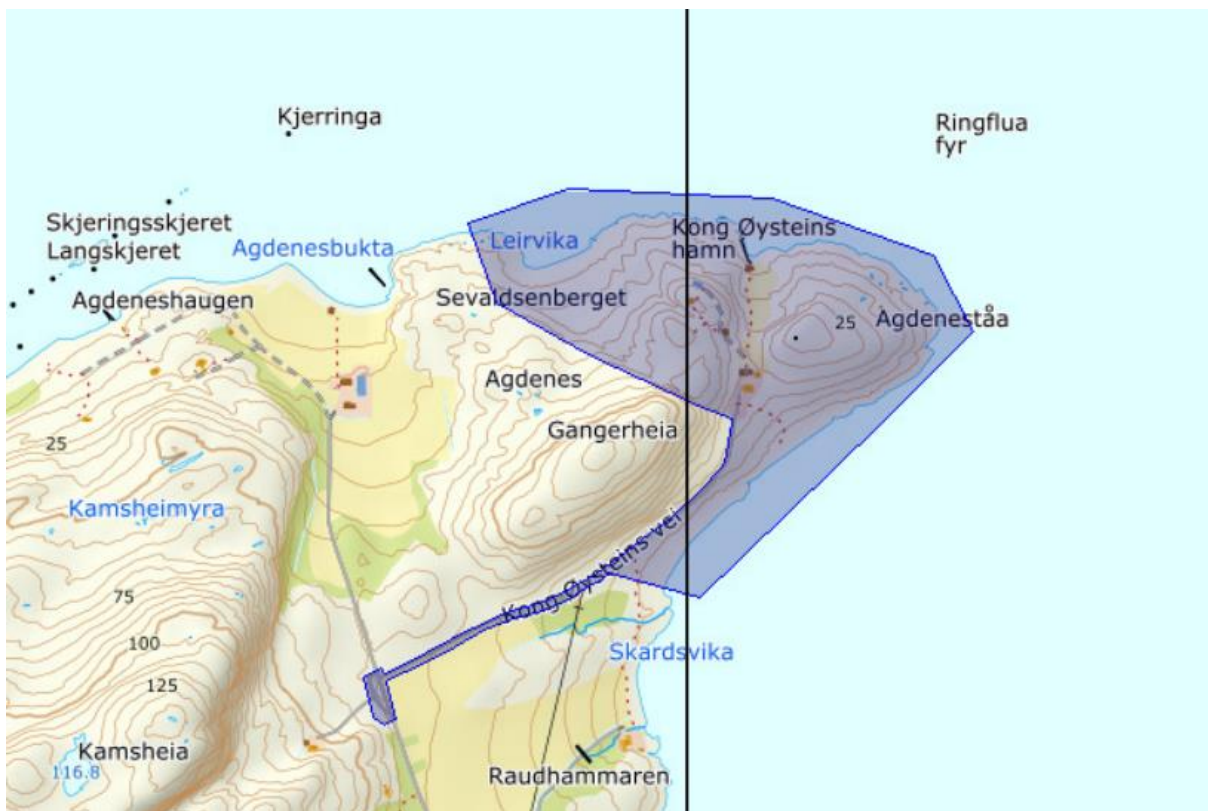 Kjerringa
Ringflua
fyr
Skjeringsskjeret
Langskjeret
Agdenesbukta
Leirvika
Kong Øysteins
hamn
Agdeneshaugen
Sevaldsenberget
25
Agdeneståa
Agdenes
Gangerheia
25
Kamsheimyra
Kong Øysteins vei
75
100
Skardsvika
125
Kamsheia
116.8
Raudhammaren